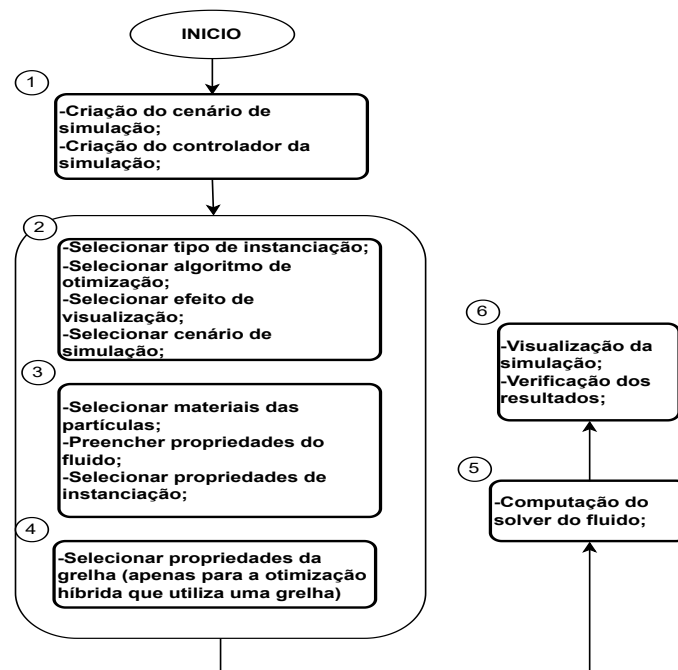 INICIO
1
-Criação do cenário de
simulação;
-Criação do controlador da
simulação;
2
-Selecionar tipo de instanciação;
-Selecionar algoritmo de
otimização;
-Selecionar efeito de
visualização;
-Selecionar cenário de
simulação;
3
-Selecionar materiais das
partículas;
-Preencher propriedades do
fluido;
-Selecionar propriedades de
instanciação;
4
-Selecionar propriedades da
grelha (apenas para a otimização
híbrida que utiliza uma grelha)
5
-Computação do
solver do fluido;
6
-Visualização da
simulação;
-Verificação dos
resultados;